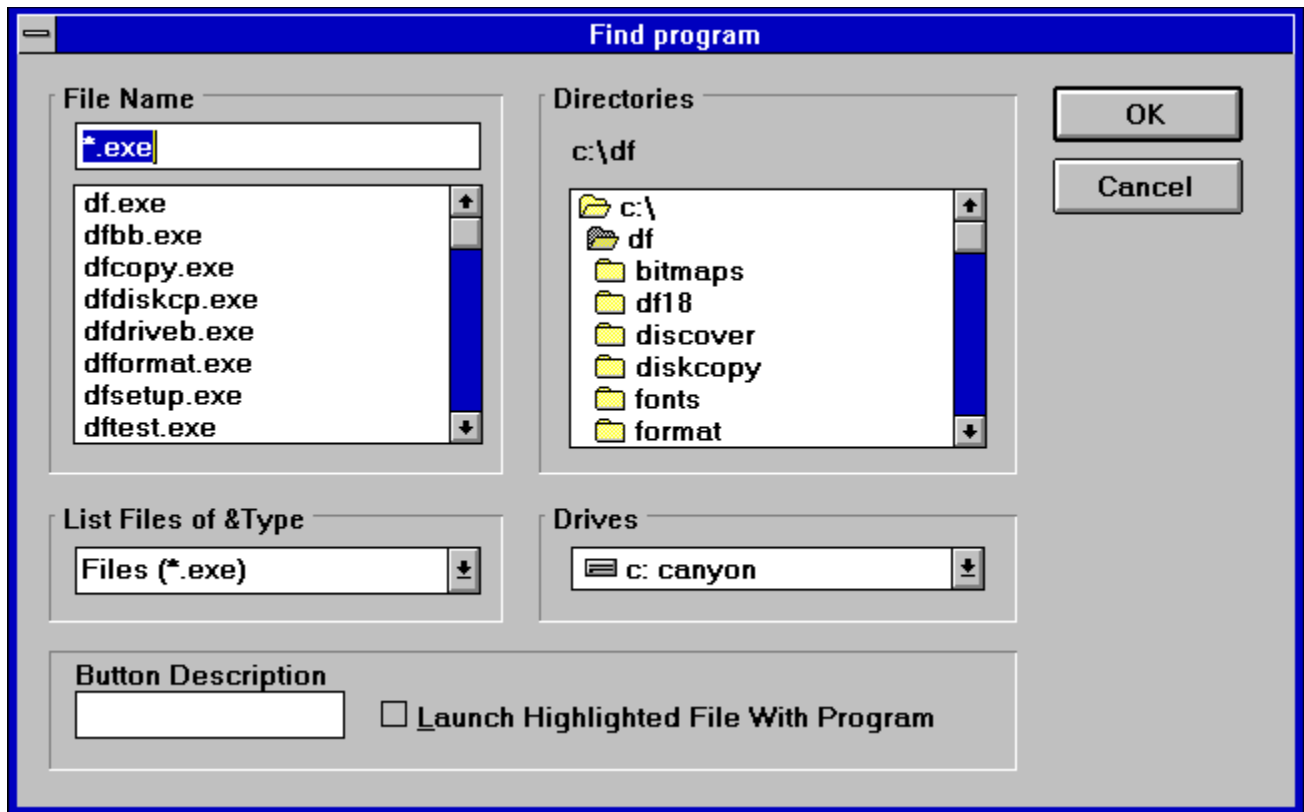 Find program
File Name
*.exe
df.exe
dfbb.exe
dfcopy.exe
dfdiskcp.exe
dfdriveb.exe
dfformat.exe
dfsetup.exe
dftest.exe
Directories
c:\df
c:\
df
bitmaps
df18
discover
diskcopy
fonts
format
OK
Cancel
List Files of &Type
Files (*.exe)
Drives
c: canyon
Button Description
Launch Highlighted File With Program